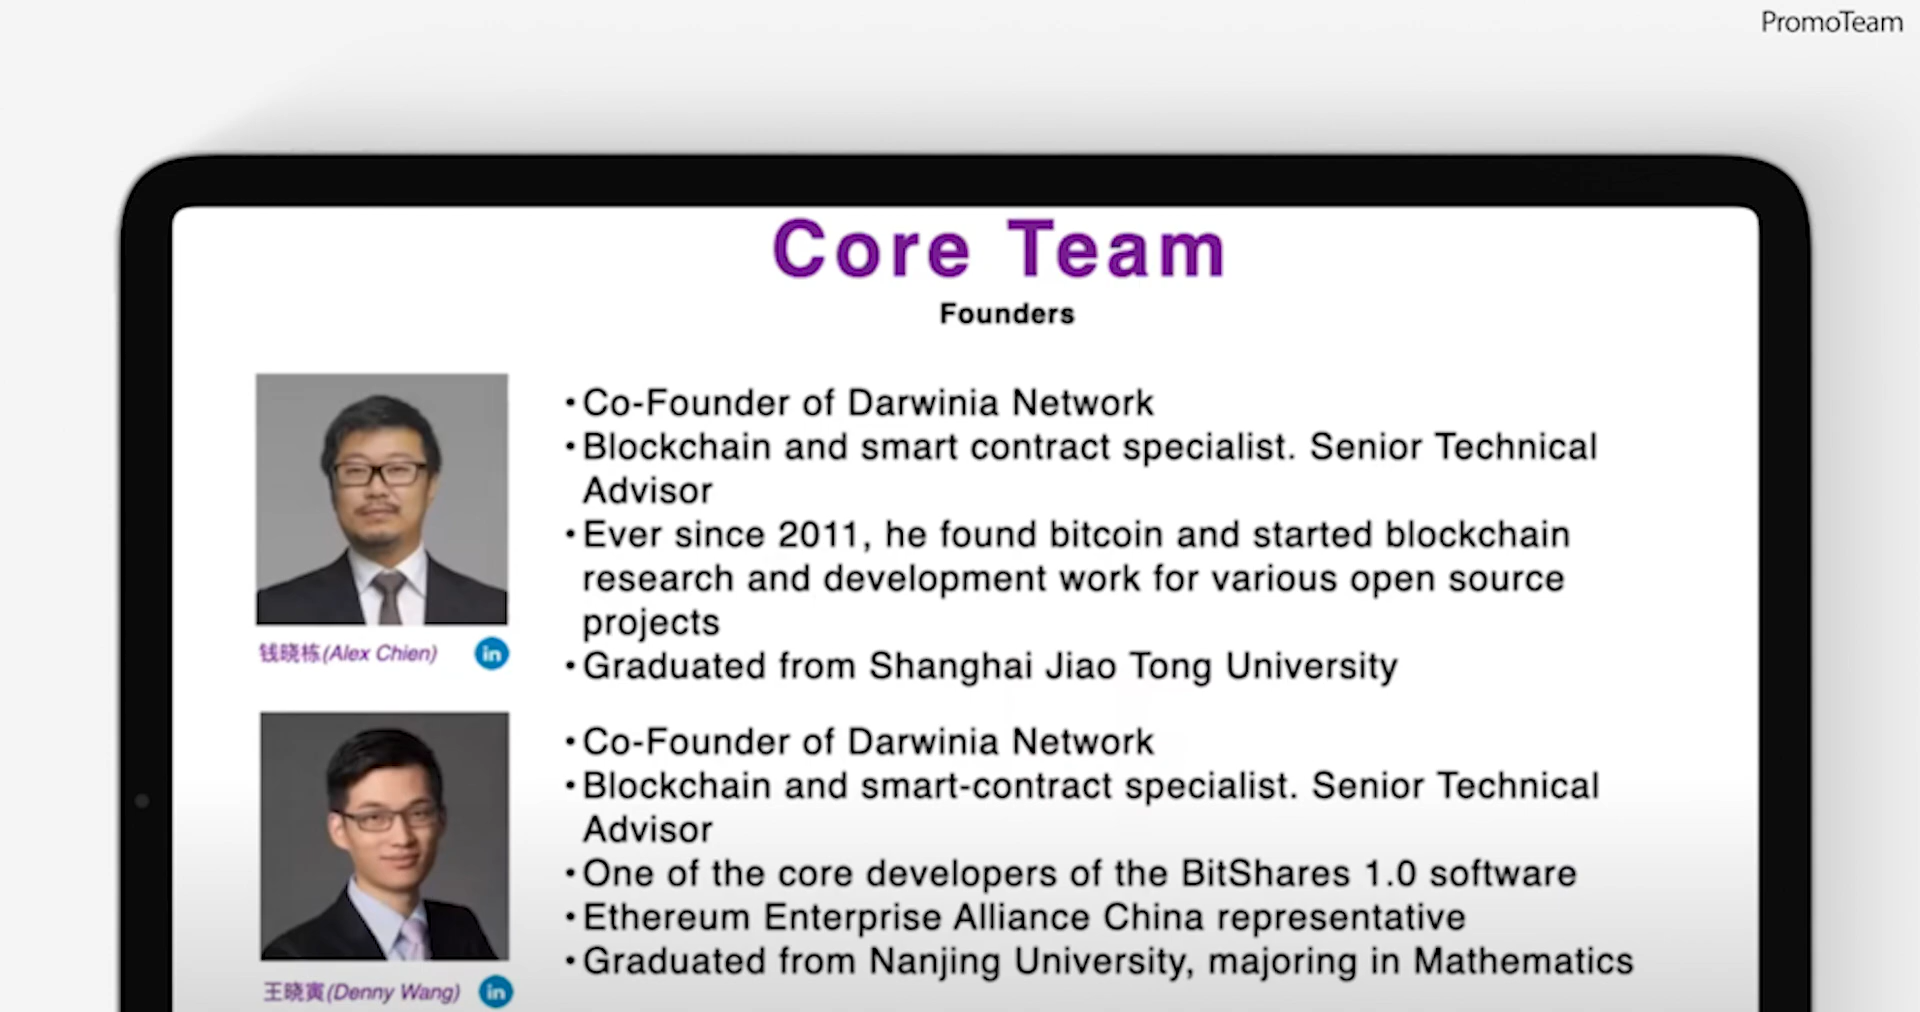 PromoTeam
Core Team
Founders
•Co-Founder of Darwinia Network
•Blockchain and smart contract specialist. Senior Technical
Advisor
•Ever since 2011, he found bitcoin and started blockchain
research and development work for various open source
projects
•Graduated from Shanghai Jiao Tong University
钱晓栋(Alex Chien) in
•Co-Founder of Darwinia Network
•Blockchain and smart-contract specialist. Senior Technical
Advisor
•One of the core developers of the BitShares 1.0 software
•Ethereum Enterprise Alliance China representative
•Graduated from Nanjing University, majoring in Mathematics
王晓寅(Denny Wang) in